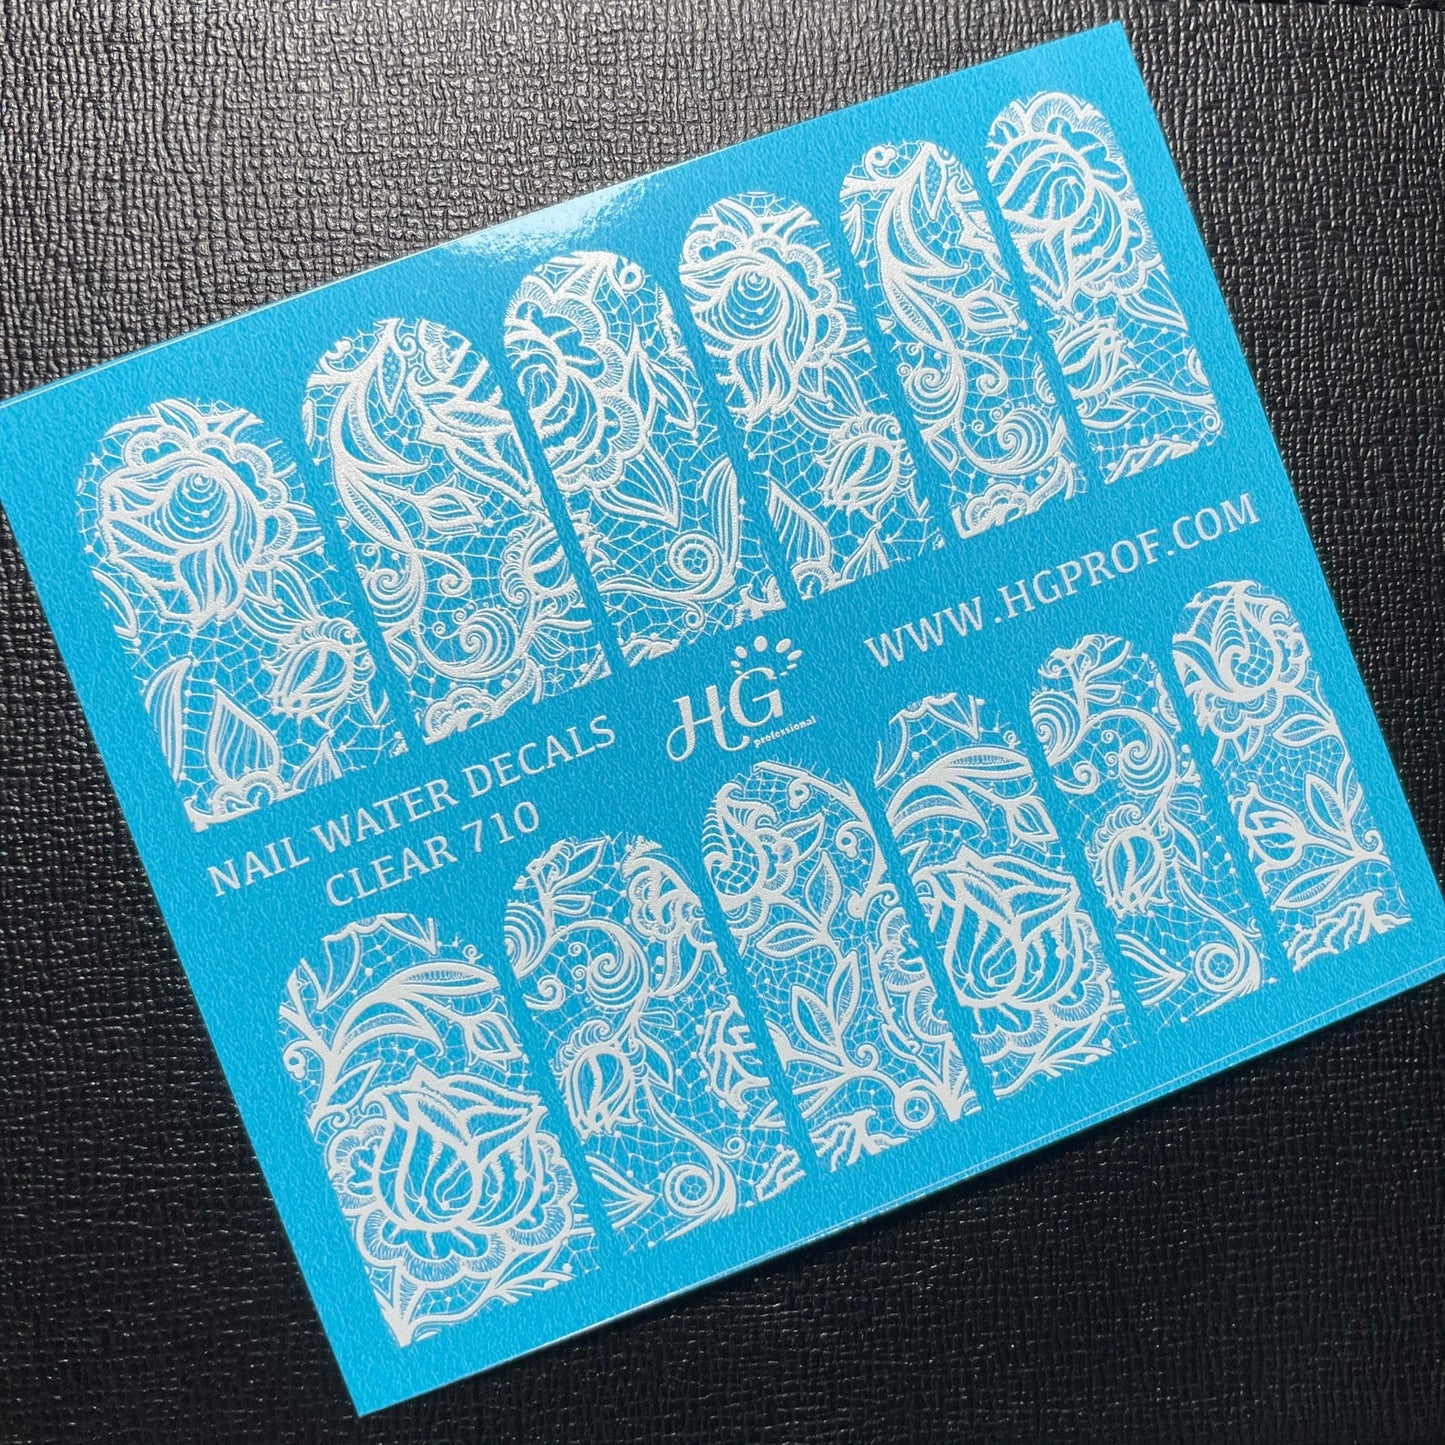 WWW.HGPROF.COM
HG
professional
NAIL WATER DECALS
CLEAR 710